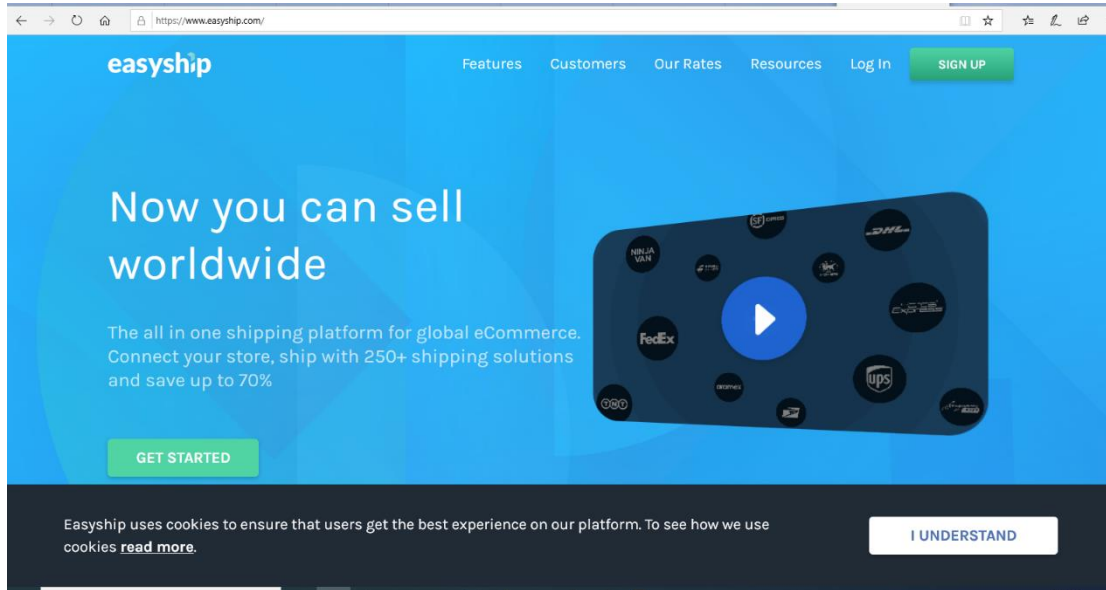 https://www.easyship.com/
easyship
Features Customers Our Rates Resources Log In SIGN UP
Now you can sell
worldwide
The all in one shipping platform for global eCommerce.
Connect your store, ship with 250+ shipping solutions
and save up to 70%
GET STARTED
SF
DHL
NINJA
VAN
FedEx
ups
aramex
TNT
Easyship uses cookies to ensure that users get the best experience on our platform. To see how we use
cookies read more.
I UNDERSTAND